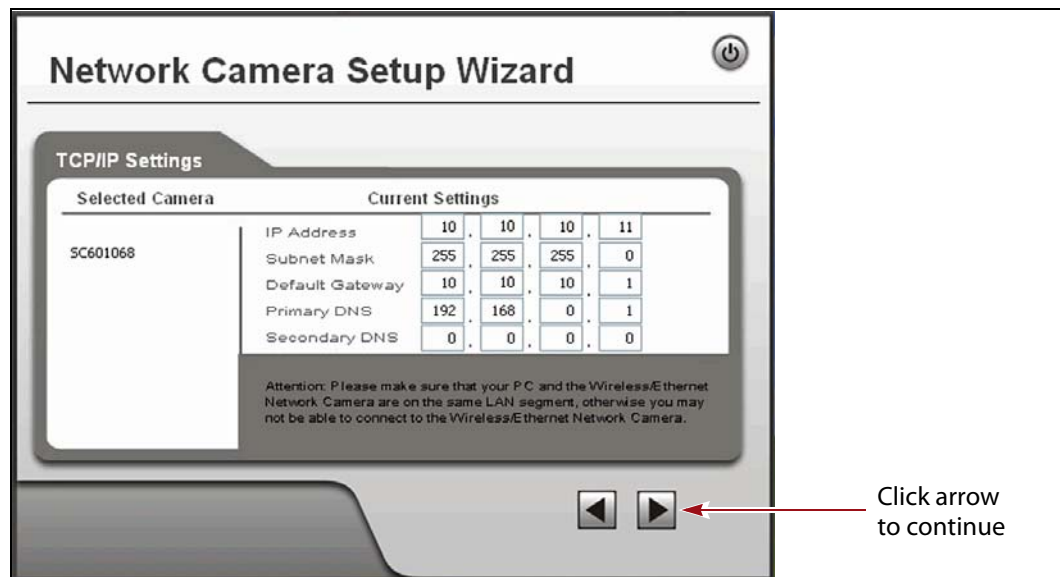 Network Camera Setup Wizard
TCP/IP Settings
Selected Camera
Current Settings
SC601068
IP Address 10 . 10 . 10 . 11
Subnet Mask 255 . 255 . 255 . 0
Default Gateway 10 . 10 . 10 . 1
Primary DNS 192 . 168 . 0 . 1
Secondary DNS 0 . 0 . 0 . 0
Attention: Please make sure that your PC and the Wireless/Ethernet
Network Camera are on the same LAN segment, otherwise you may
not be able to connect to the Wireless/Ethernet Network Camera.
Click arrow
to continue